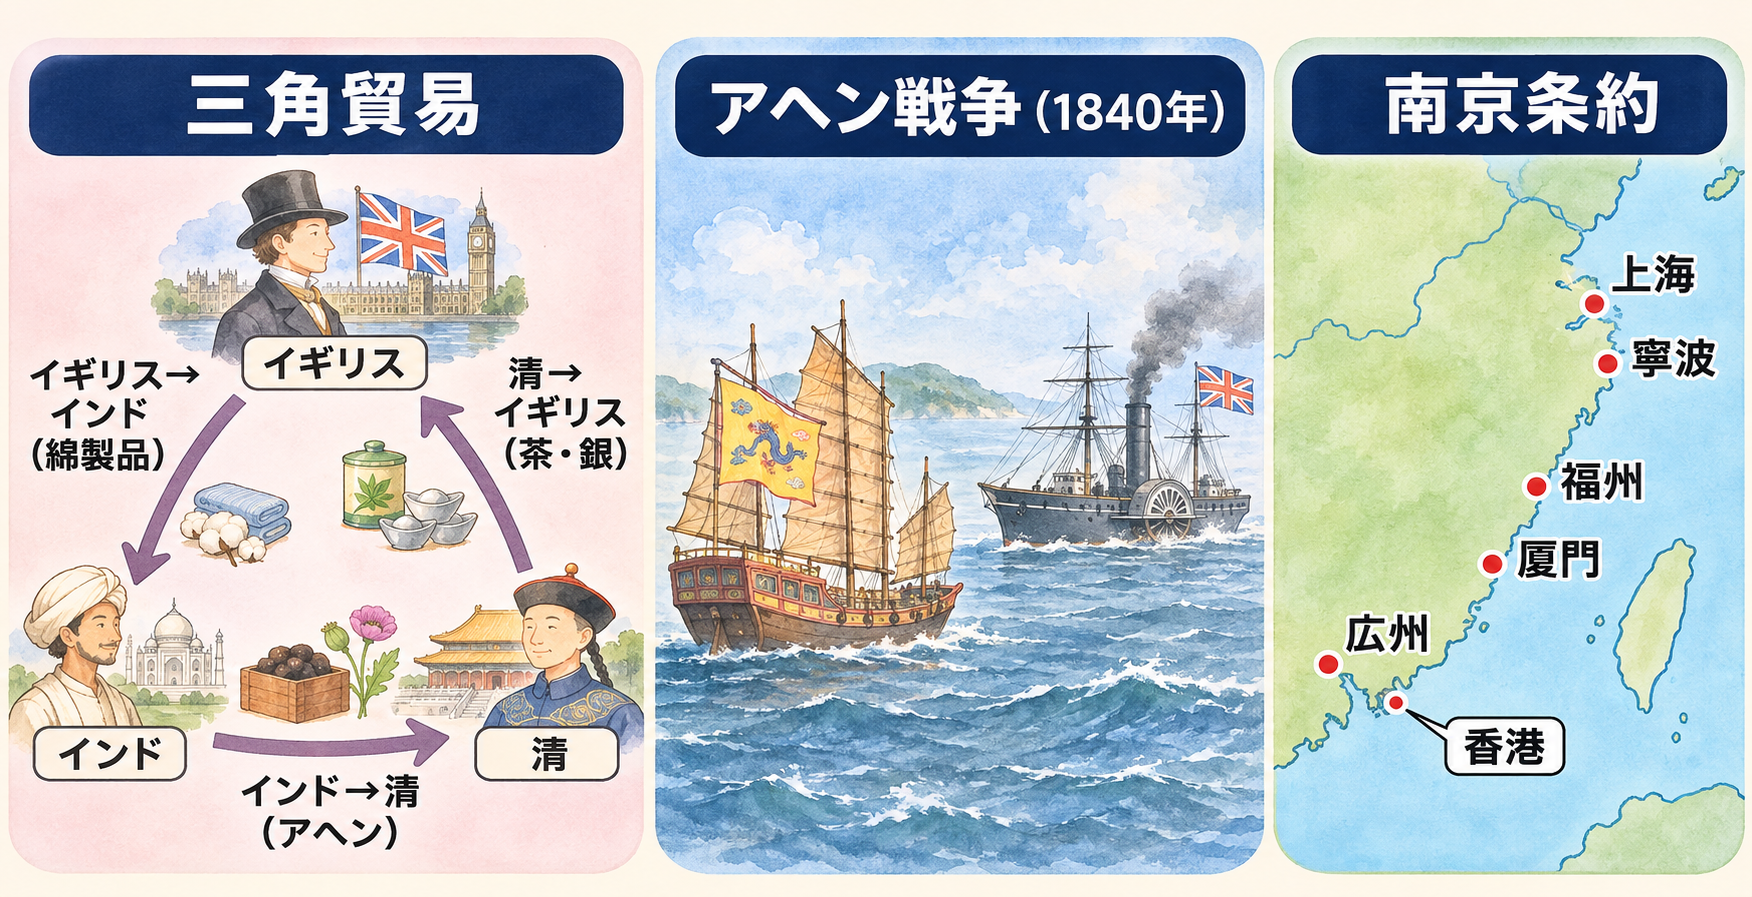 三角貿易
イギリス
イギリス→
インド
(綿製品)
清→
イギリス
(茶・銀)
インド
清
インド→清
(アヘン)
アヘン戦争(1840年)
南京条約
上海
寧波
福州
厦門
広州
香港